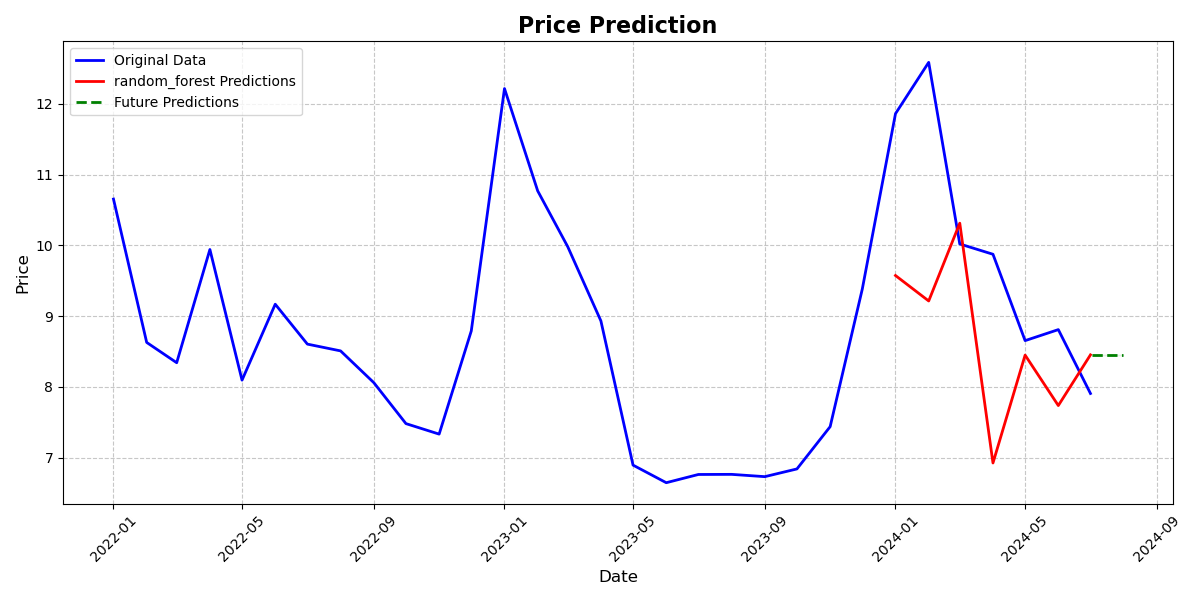 Price Prediction
Original Data
random_forest Predictions
Future Predictions
Price
12
11
10
9
8
7
2022-01
2022-05
2022-09
2023-01
2023-05
2023-09
2024-01
2024-05
2024-09
Date